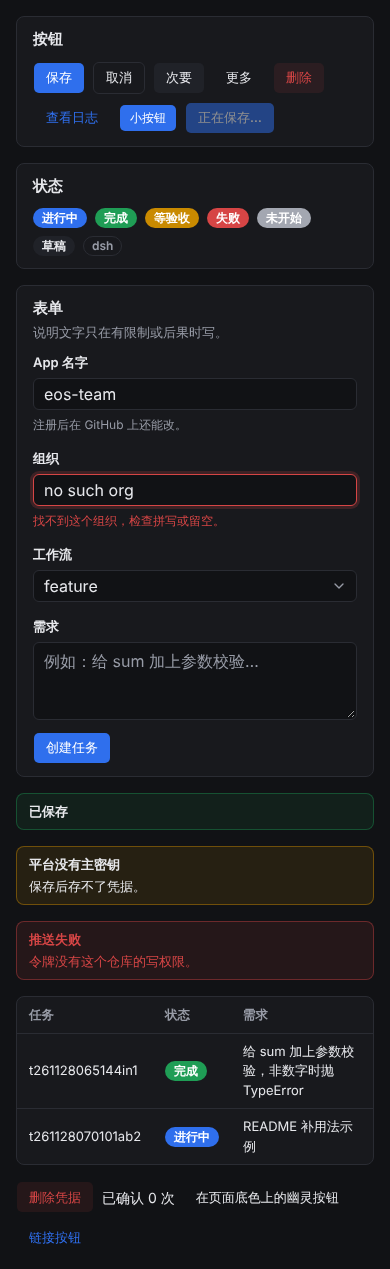 按钮
保存 取消 次要 更多 删除
查看日志 小按钮 正在保存...
状态
进行中 完成 等验收 失败 未开始
草稿 dsh
表单
说明文字只在有限制或后果时写。
App 名字
eos-team
注册后在 GitHub 上还能改。
组织
no such org
找不到这个组织，检查拼写或留空。
工作流
feature
需求
例如：给 sum 加上参数校验...
创建任务
已保存
平台没有主密钥
保存后存不了凭据。
推送失败
令牌没有这个仓库的写权限。
任务 状态 需求
t261128065144in1 完成 给 sum 加上参数校
验，非数字时抛
TypeError
t261128070101ab2 进行中 README 补用法示
例
删除凭据 已确认 0 次 在页面底色上的幽灵按钮
链接按钮